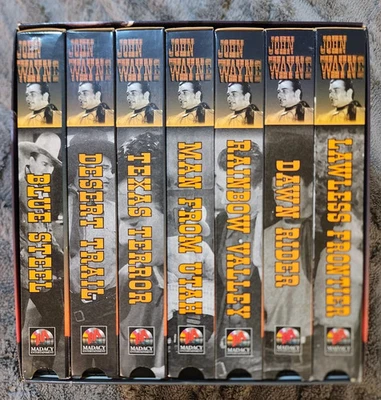 JOHN
WAYNE
BLUE STEEL
MADACY
JOHN
WAYNE
DESERT TRAIL
MADACY
JOHN
WAYNE
TEXAS TERROR
MADACY
JOHN
WAYNE
MAN FROM UTAH
MADACY
JOHN
WAYNE
RAINBOW VALLEY
MADACY
JOHN
WAYNE
DAWN RIDER
MADACY
JOHN
WAYNE
LAWLESS FRONTIER
MADACY